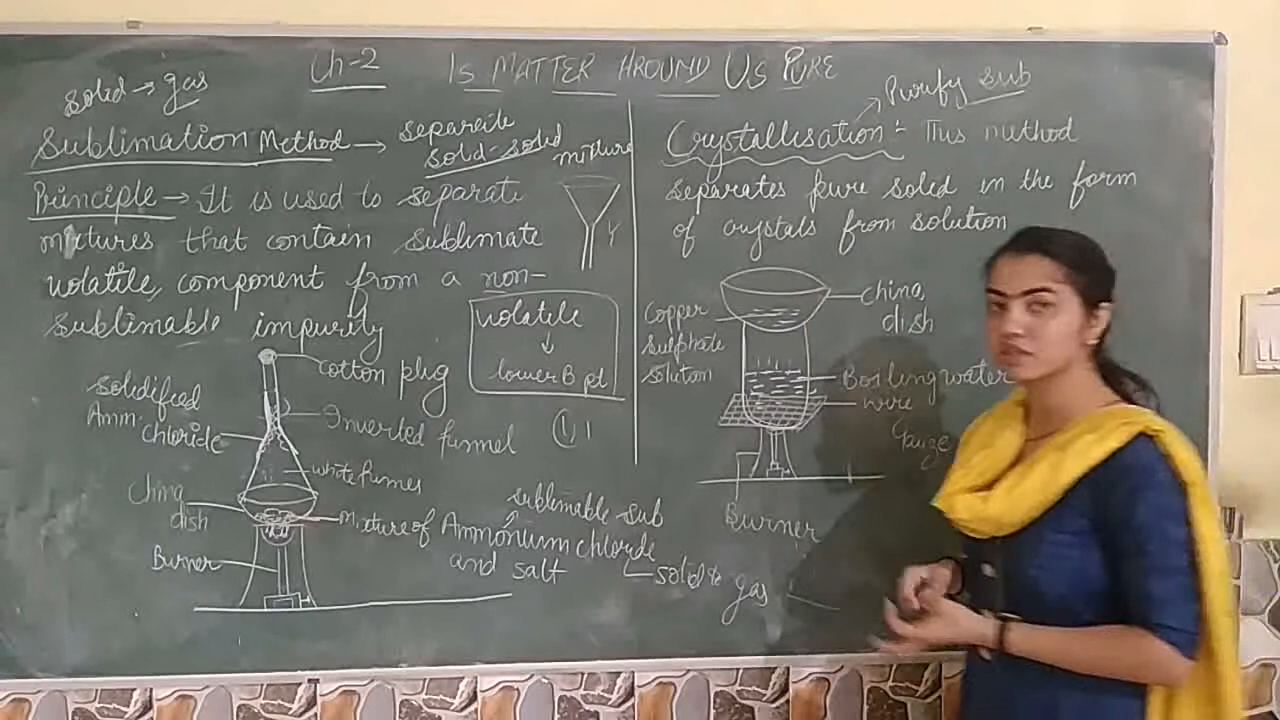 Ch-2 IS MATTER AROUND US PURE
solid → gas
Sublimation Method → separate
solid-solid
mixture
Principle → It is used to separate
mixtures that contain sublimate
volatile, component from a non-
sublimable impurity
volatile
↓
lower B pt
cotton plug
solidified
Amm.
chloride
Inverted funnel
white fumes
China
dish
mixture of Ammonium chloride
and salt
sublimable sub
solid to gas
Burner
Purify sub
Crystallisation :- This method
separates pure solid in the form
of crystals from solution
China
dish
Copper
sulphate
solution
Boiling water
wire
Gauge
Burner